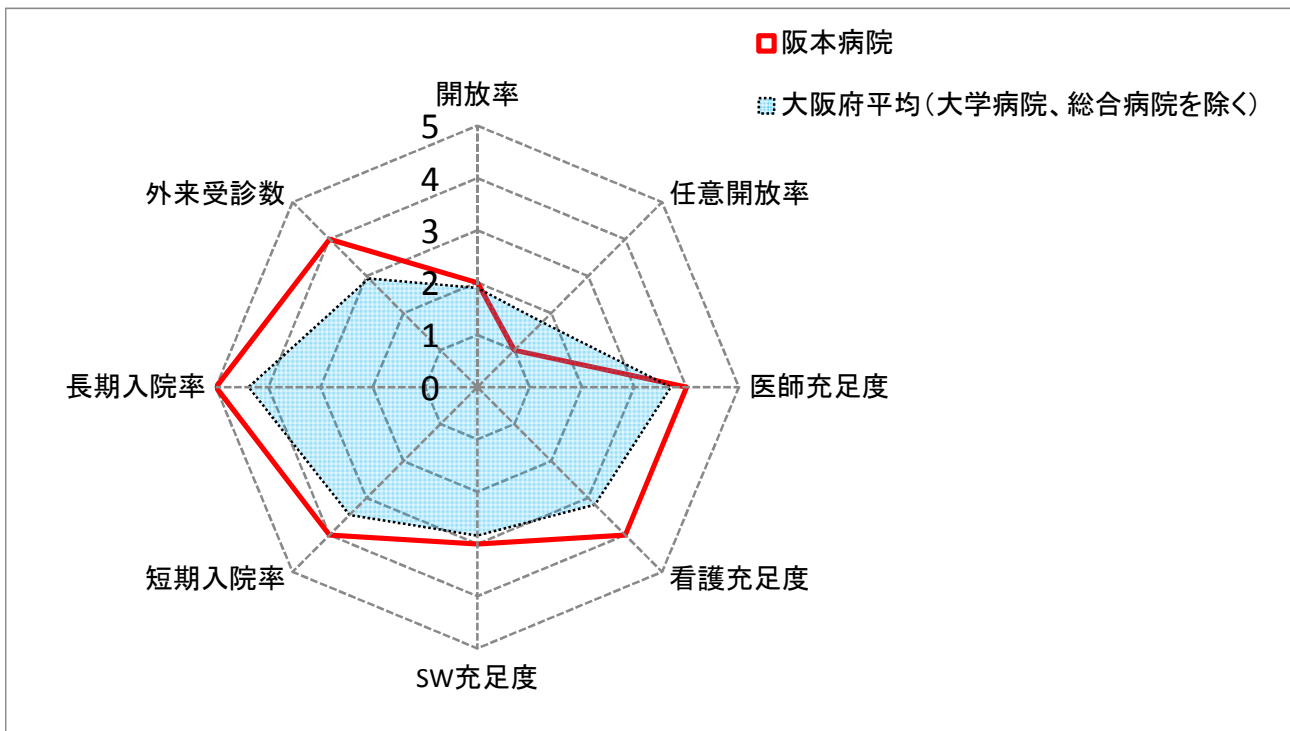 阪本病院
大阪府平均(大学病院、総合病院を除く)
開放率
任意開放率
医師充足度
看護充足度
SW充足度
短期入院率
長期入院率
外来受診数
5
4
3
2
1
0